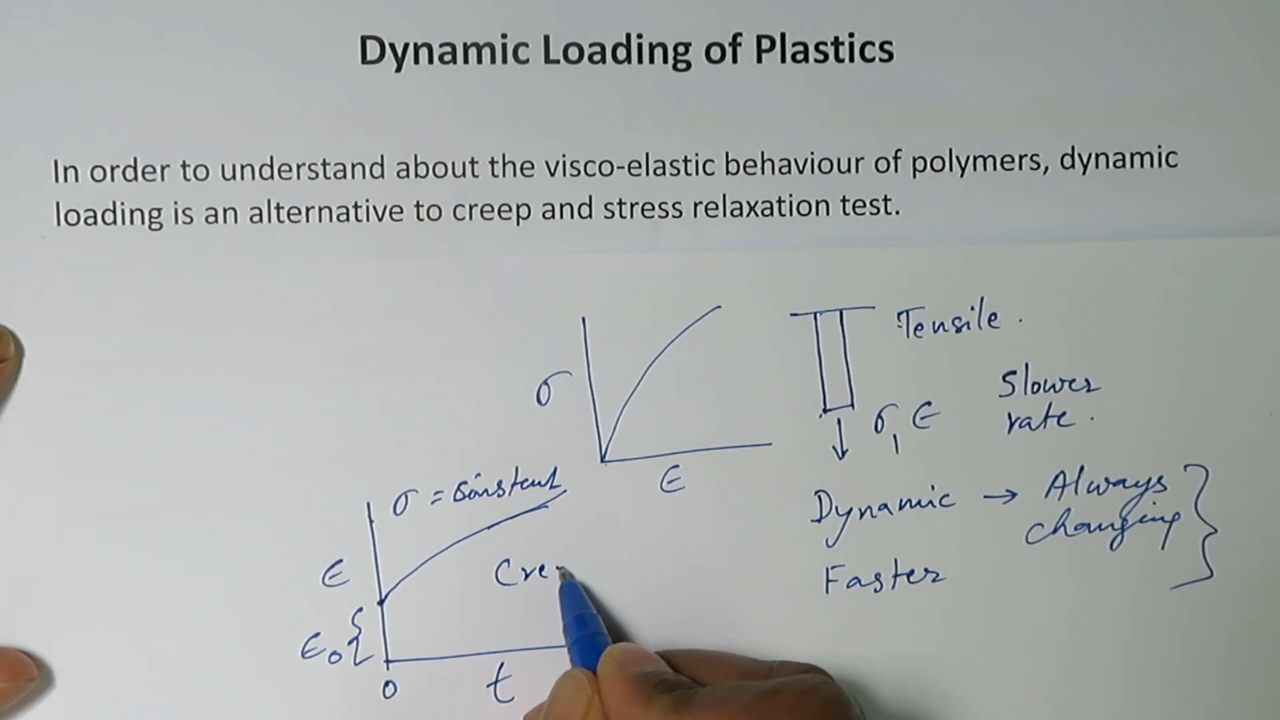 Dynamic Loading of Plastics
In order to understand about the visco-elastic behaviour of polymers, dynamic
loading is an alternative to creep and stress relaxation test.
Tensile.
σ
Slower
rate.
σ, ϵ
ϵ
σ = Constant
Dynamic → Always
changing
ϵ
Cre
Faster
ϵ0
0
t